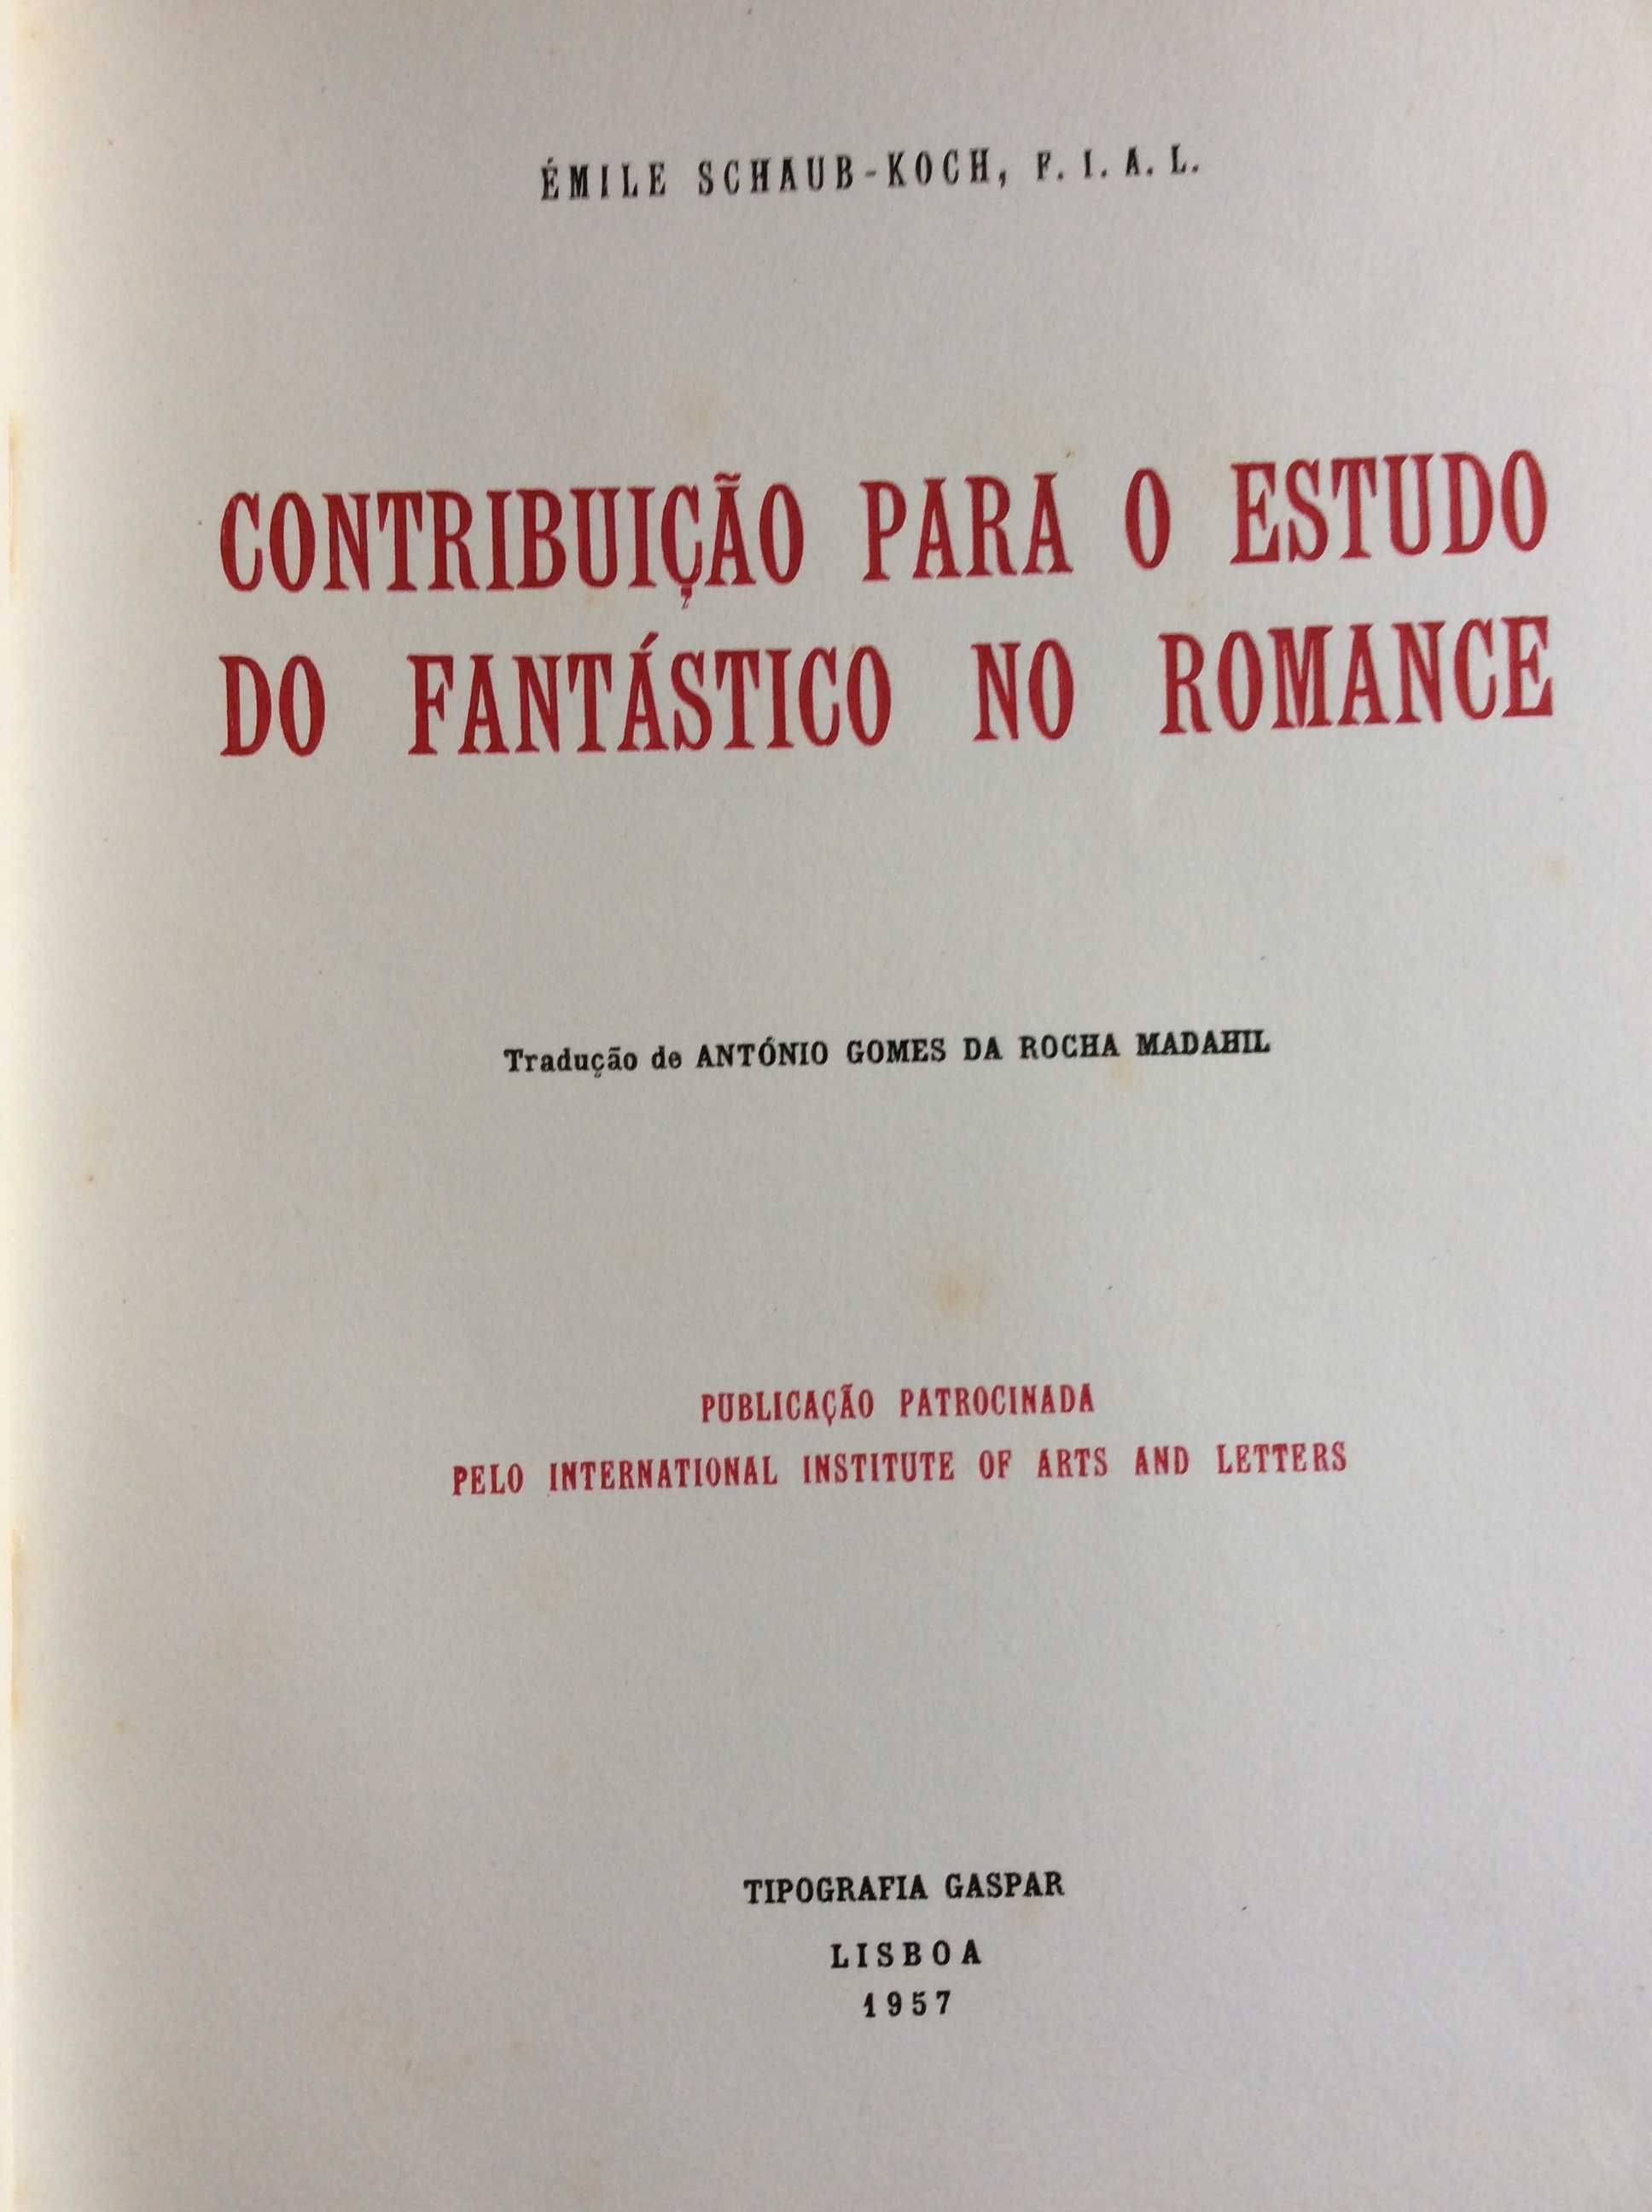 ÉMILE SCHAUB-KOCH, F. I. A. L.
CONTRIBUIÇÃO PARA O ESTUDO
DO FANTÁSTICO NO ROMANCE
Tradução de ANTÓNIO GOMES DA ROCHA MADAHIL
PUBLICAÇÃO PATROCINADA
PELO INTERNATIONAL INSTITUTE OF ARTS AND LETTERS
TIPOGRAFIA GASPAR
LISBOA
1957